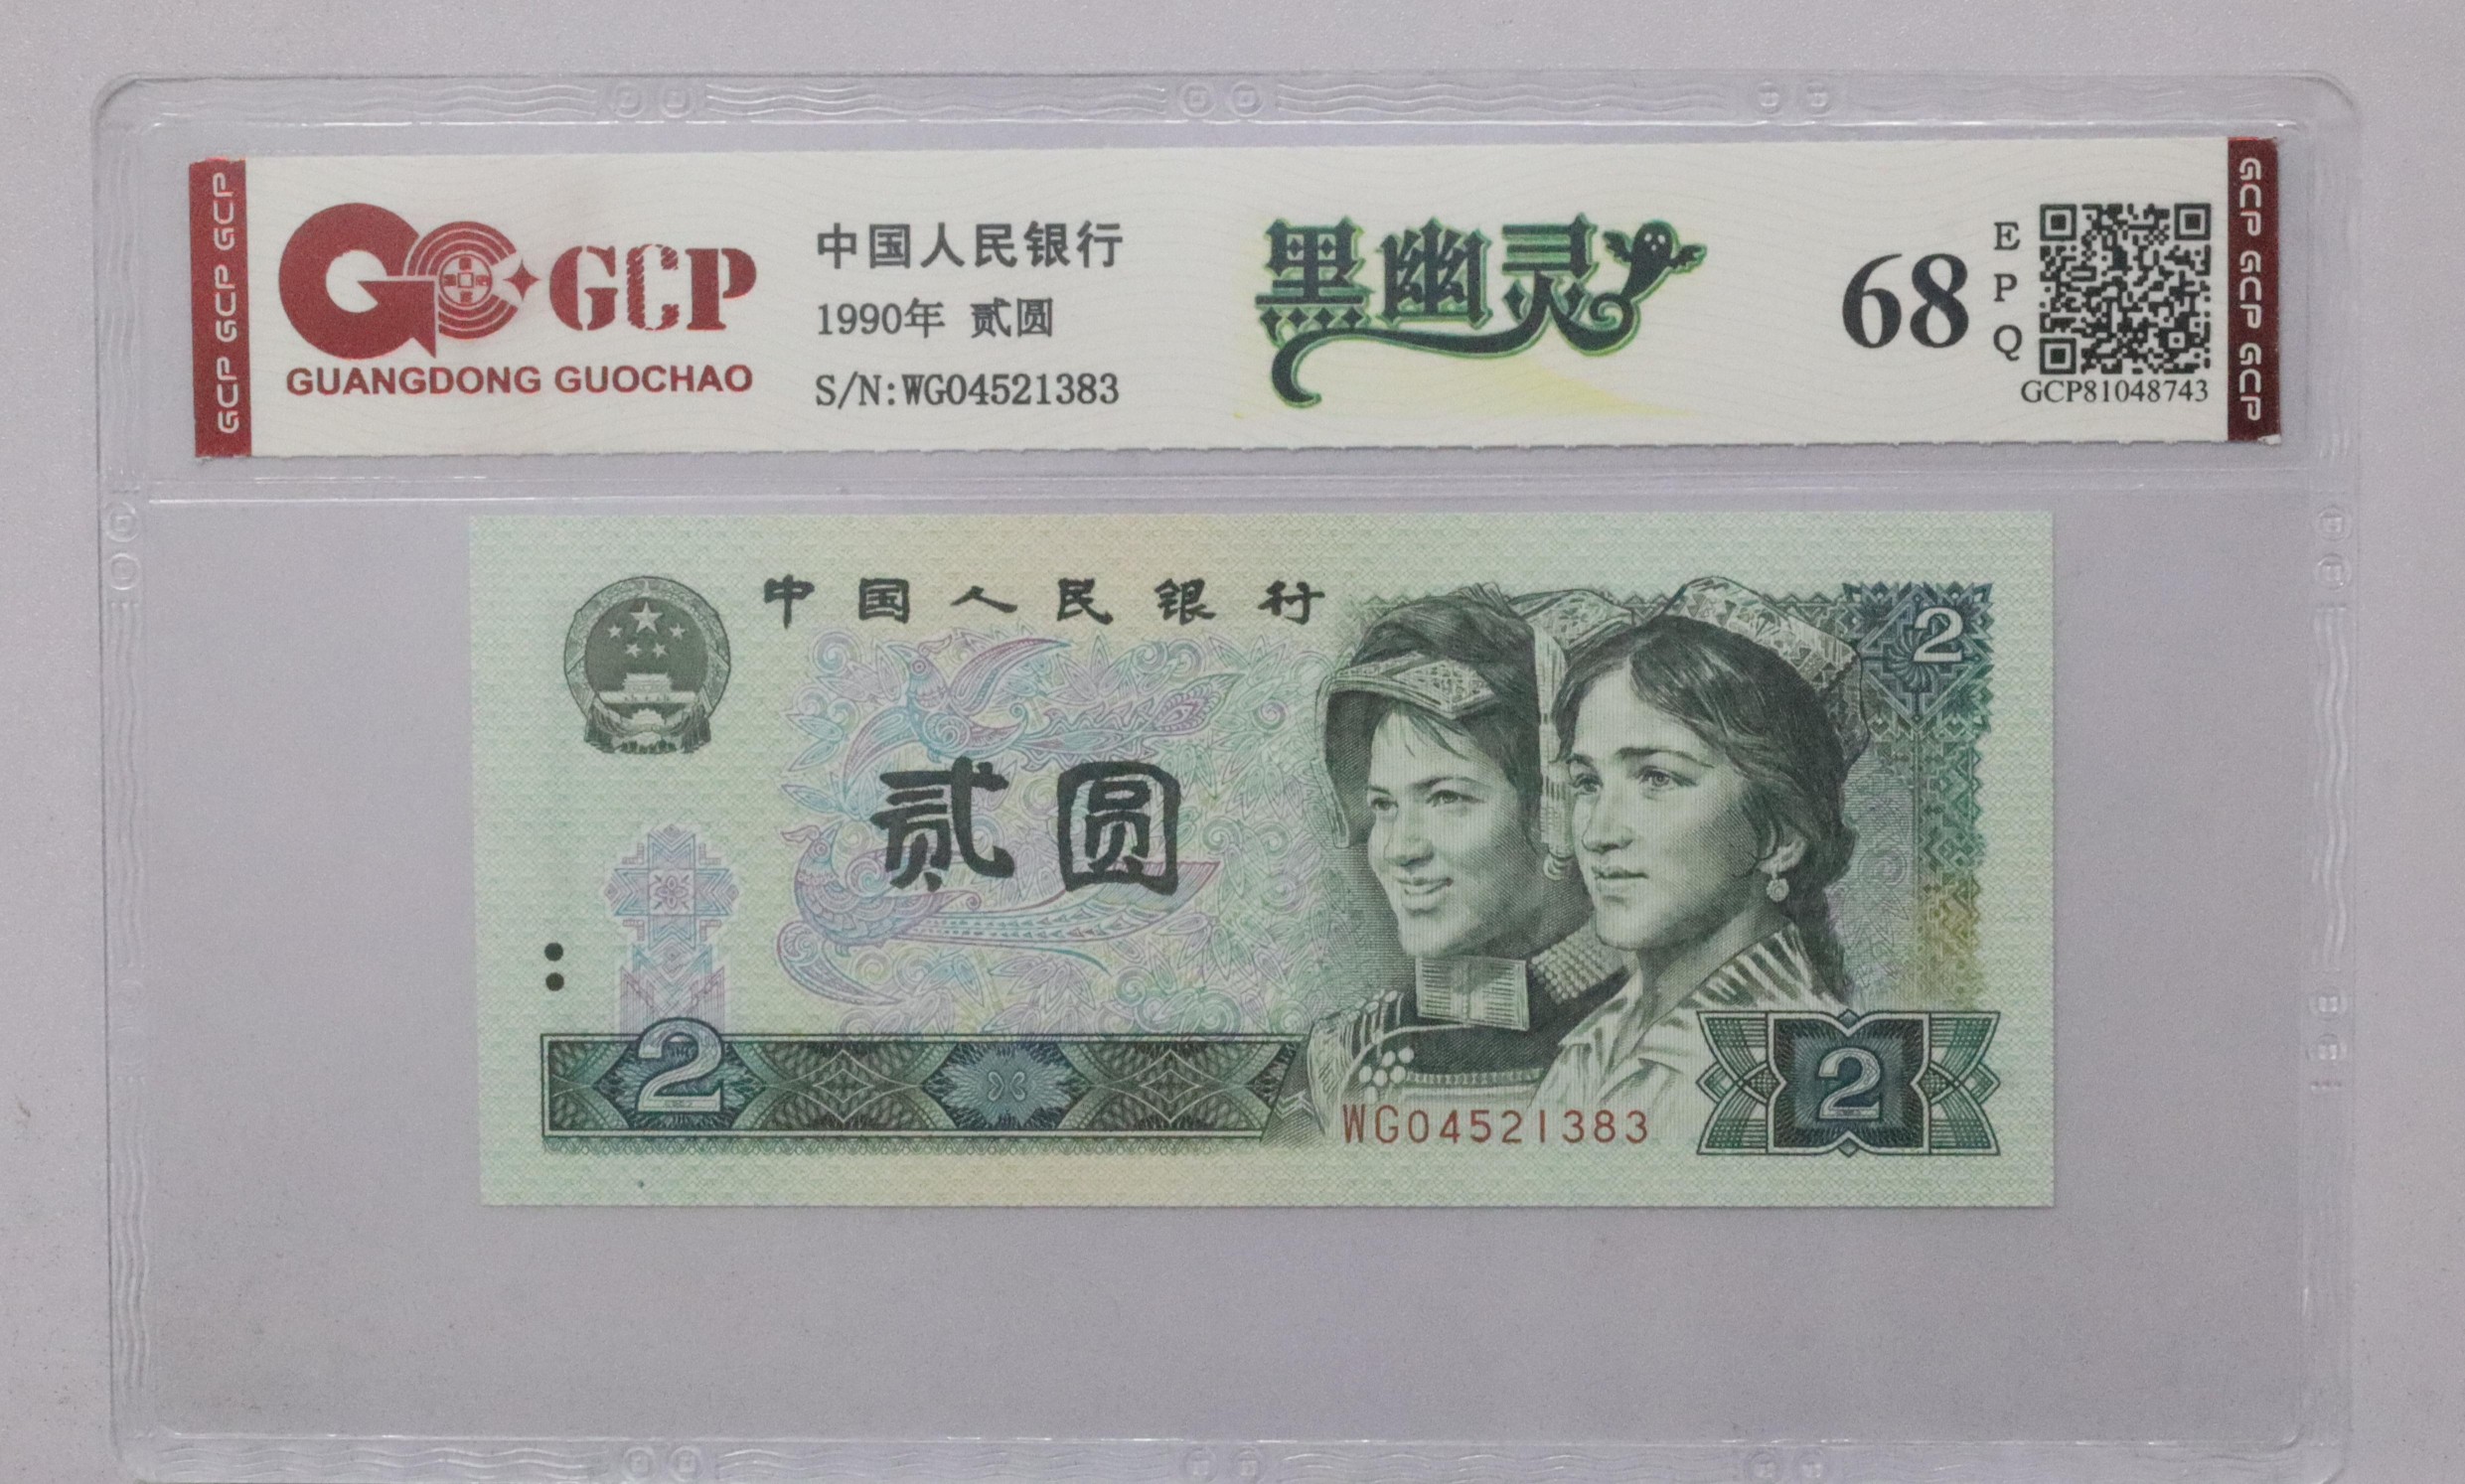 GCP GCP GCP
GCP
GUANGDONG GUOCHAO
中国人民银行
1990年 贰圆
S/N:WG04521383
黑幽灵
68
E
P
Q
GCP81048743
GCP GCP GCP
中国人民银行
2
贰圆
2
WG04521383
2